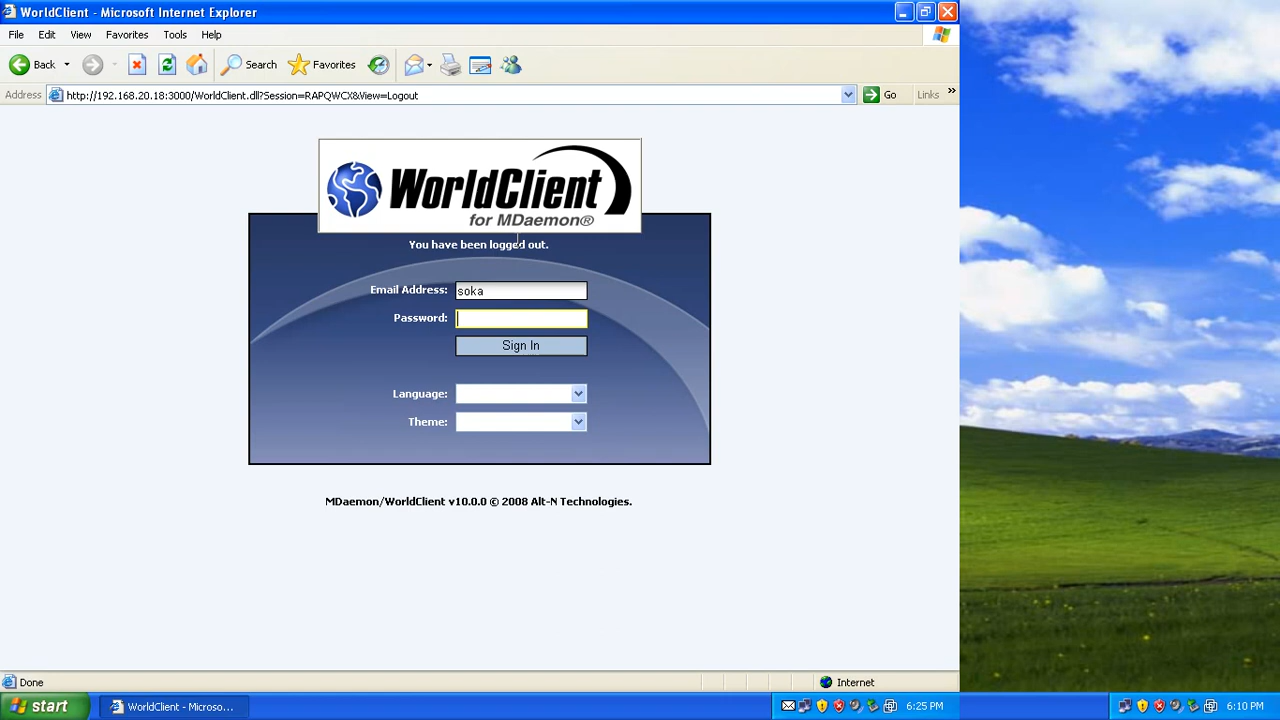 WorldClient - Microsoft Internet Explorer
File Edit View Favorites Tools Help
Back Search Favorites
Address http://192.168.20.18:3000/WorldClient.dll?Session=RAPQWCX&View=Logout Go Links »
WorldClient
for MDaemon®
You have been logged out.
Email Address: soka
Password:
Sign In
Language:
Theme:
MDaemon/WorldClient v10.0.0 © 2008 Alt-N Technologies.
Done Internet
start WorldClient - Microso... 6:25 PM 6:10 PM